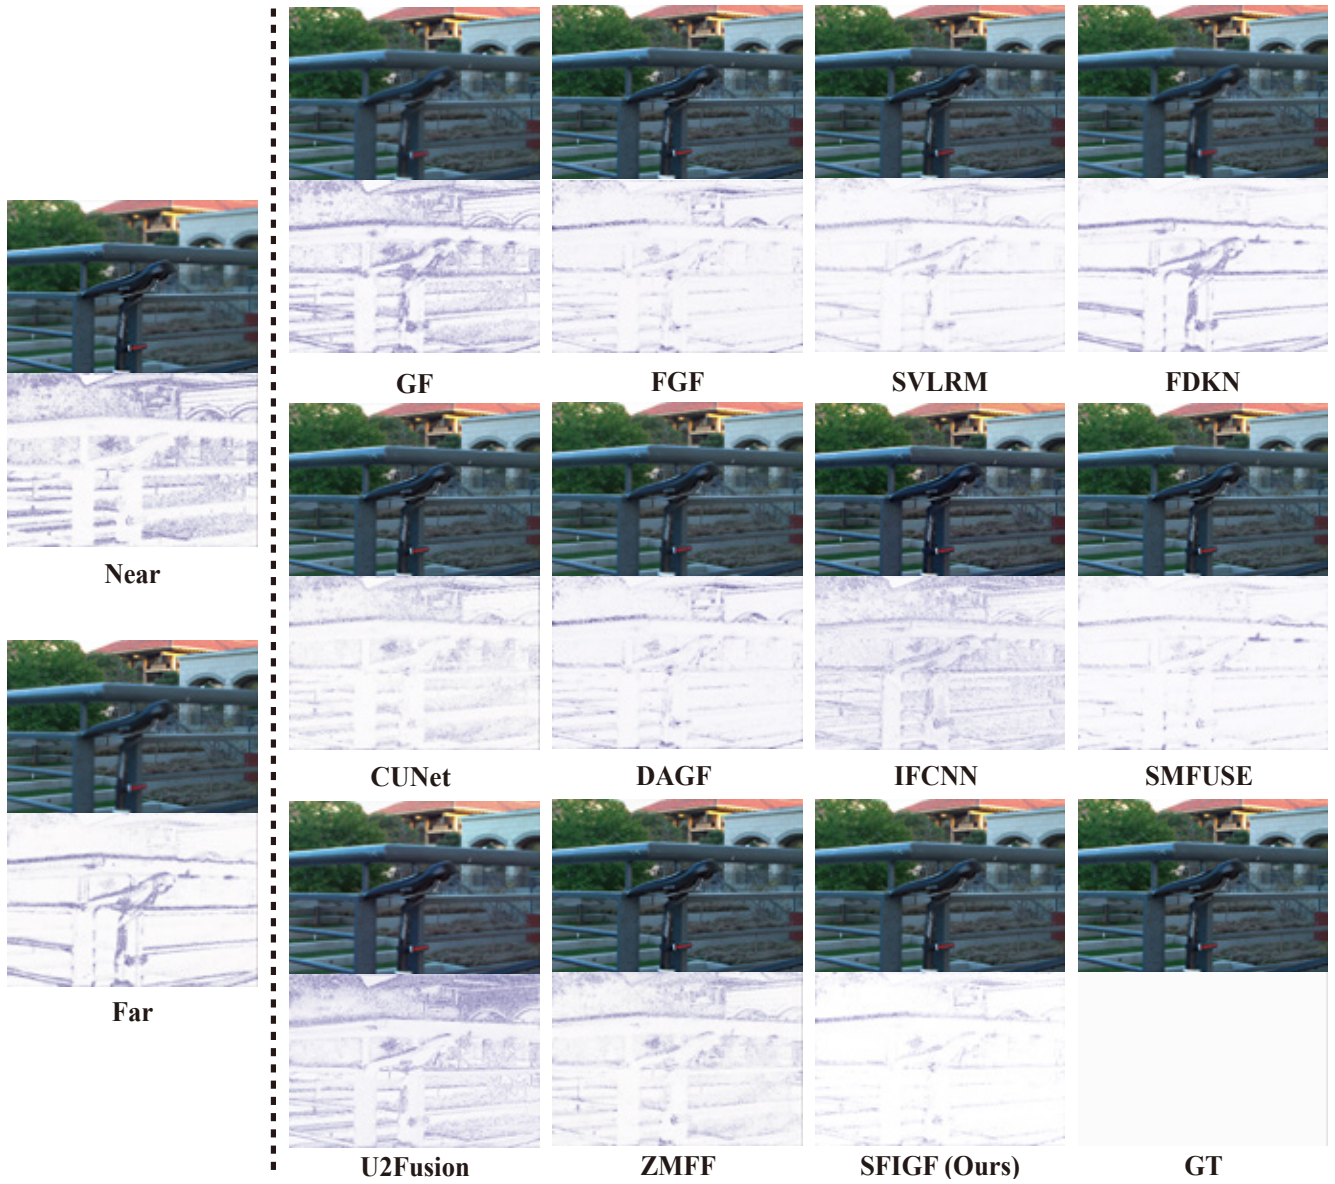 GF
FGF
SVLRM
FDKN
Near
CUNet
DAGF
IFCNN
SMFUSE
Far
U2Fusion
ZMFF
SFIGF (Ours)
GT